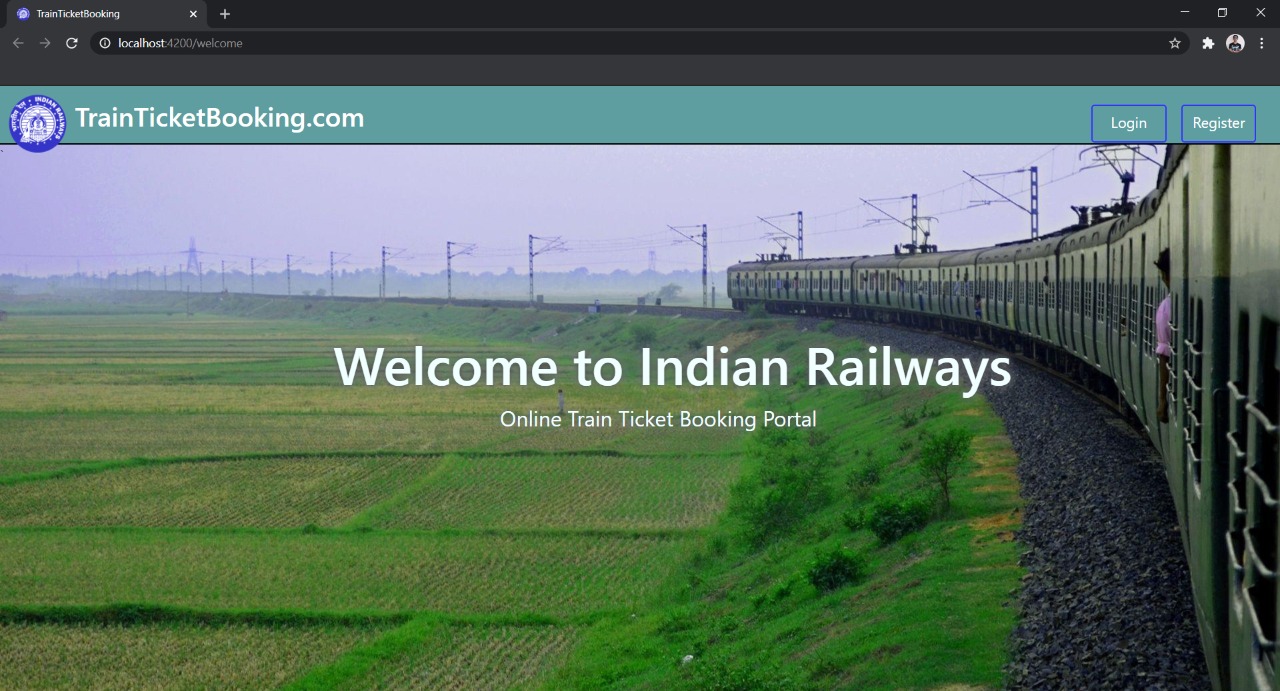 TrainTicketBooking
localhost:4200/welcome
INDIAN RAILWAYS
TrainTicketBooking.com
Login
Register
Welcome to Indian Railways
Online Train Ticket Booking Portal